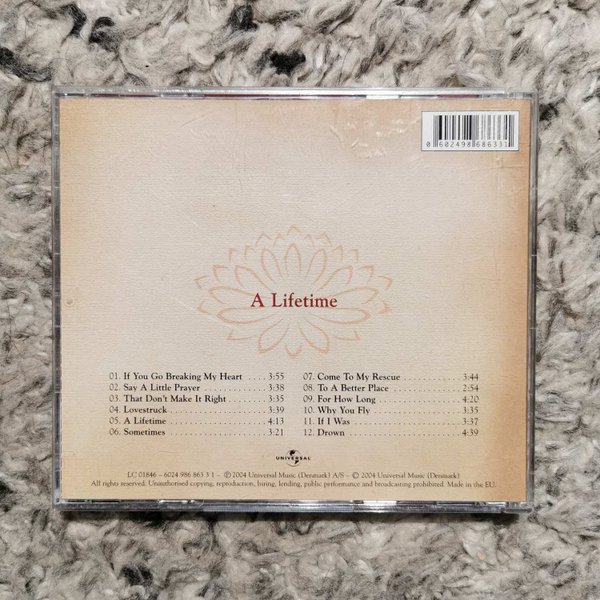 0 602498 686331
A Lifetime
01. If You Go Breaking My Heart .... 3:55
02. Say A Little Prayer ............ 3:38
03. That Don't Make It Right ....... 3:35
04. Lovestruck ..................... 3:39
05. A Lifetime ..................... 4:13
06. Sometimes ...................... 3:21
07. Come To My Rescue .............. 3:44
08. To A Better Place .............. 2:54
09. For How Long ................... 4:20
10. Why You Fly .................... 3:35
11. If I Was ....................... 3:37
12. Drown .......................... 4:39
UNIVERSAL
LC 01846 – 6024 986 865 3 1 – ℗ 2004 Universal Music (Denmark) A/S – © 2004 Universal Music (Denmark)
All rights reserved. Unauthorised copying, reproduction, hiring, lending, public performance and broadcasting prohibited. Made in the EU.